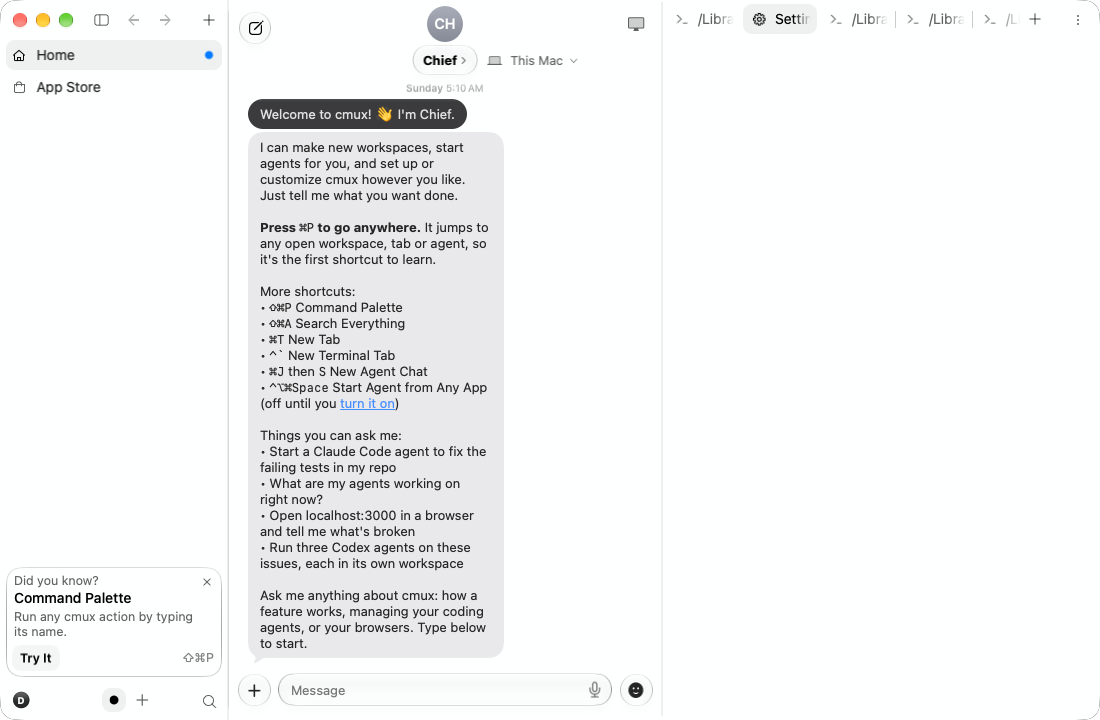 Home
App Store
Did you know?
Command Palette
Run any cmux action by typing
its name.
Try It
⇧⌘P
D
CH
Chief
This Mac
Sunday 5:10 AM
Welcome to cmux! 👋 I'm Chief.
I can make new workspaces, start
agents for you, and set up or
customize cmux however you like.
Just tell me what you want done.
Press ⌘P to go anywhere. It jumps to
any open workspace, tab or agent, so
it's the first shortcut to learn.
More shortcuts:
• ⇧⌘P Command Palette
• ⇧⌘A Search Everything
• ⌘T New Tab
• ^` New Terminal Tab
• ⌘J then S New Agent Chat
• ^⌥⌘Space Start Agent from Any App
(off until you turn it on)
Things you can ask me:
• Start a Claude Code agent to fix the
failing tests in my repo
• What are my agents working on
right now?
• Open localhost:3000 in a browser
and tell me what's broken
• Run three Codex agents on these
issues, each in its own workspace
Ask me anything about cmux: how a
feature works, managing your coding
agents, or your browsers. Type below
to start.
Message
/Libra
Settin
/Libra
/Libra
/L